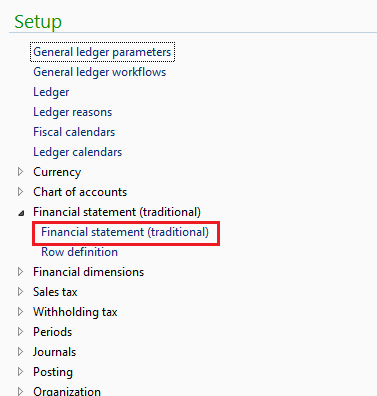 Setup
General ledger parameters
General ledger workflows
Ledger
Ledger reasons
Fiscal calendars
Ledger calendars
Currency
Chart of accounts
Financial statement (traditional)
Financial statement (traditional)
Row definition
Financial dimensions
Sales tax
Withholding tax
Periods
Journals
Posting
Organization